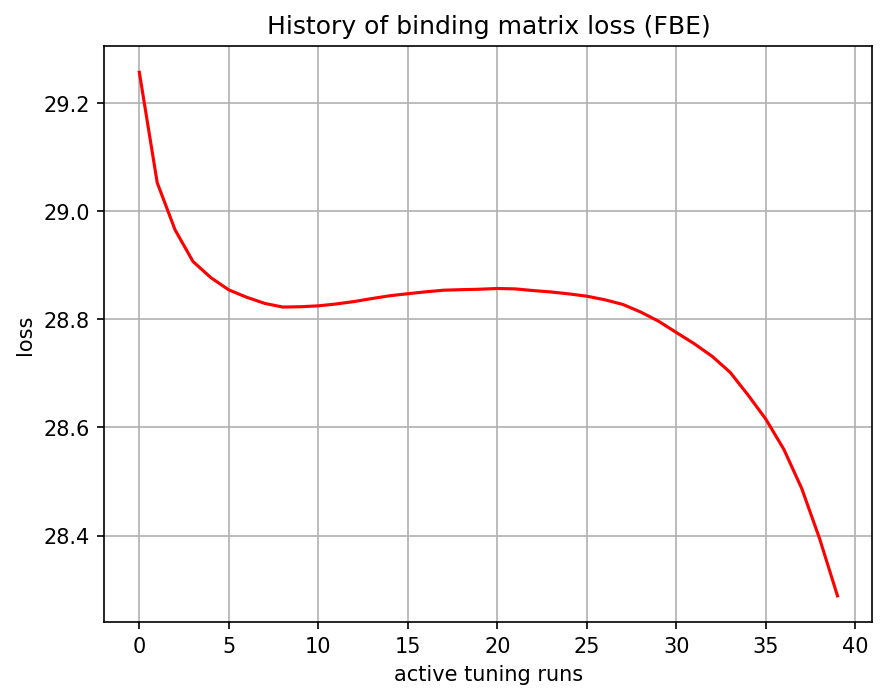 History of binding matrix loss (FBE)
29.2
29.0
28.8
28.6
28.4
loss
0 5 10 15 20 25 30 35 40
active tuning runs